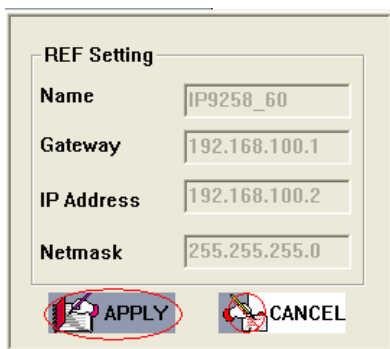 REF Setting
Name IP9258_60
Gateway 192.168.100.1
IP Address 192.168.100.2
Netmask 255.255.255.0
APPLY CANCEL